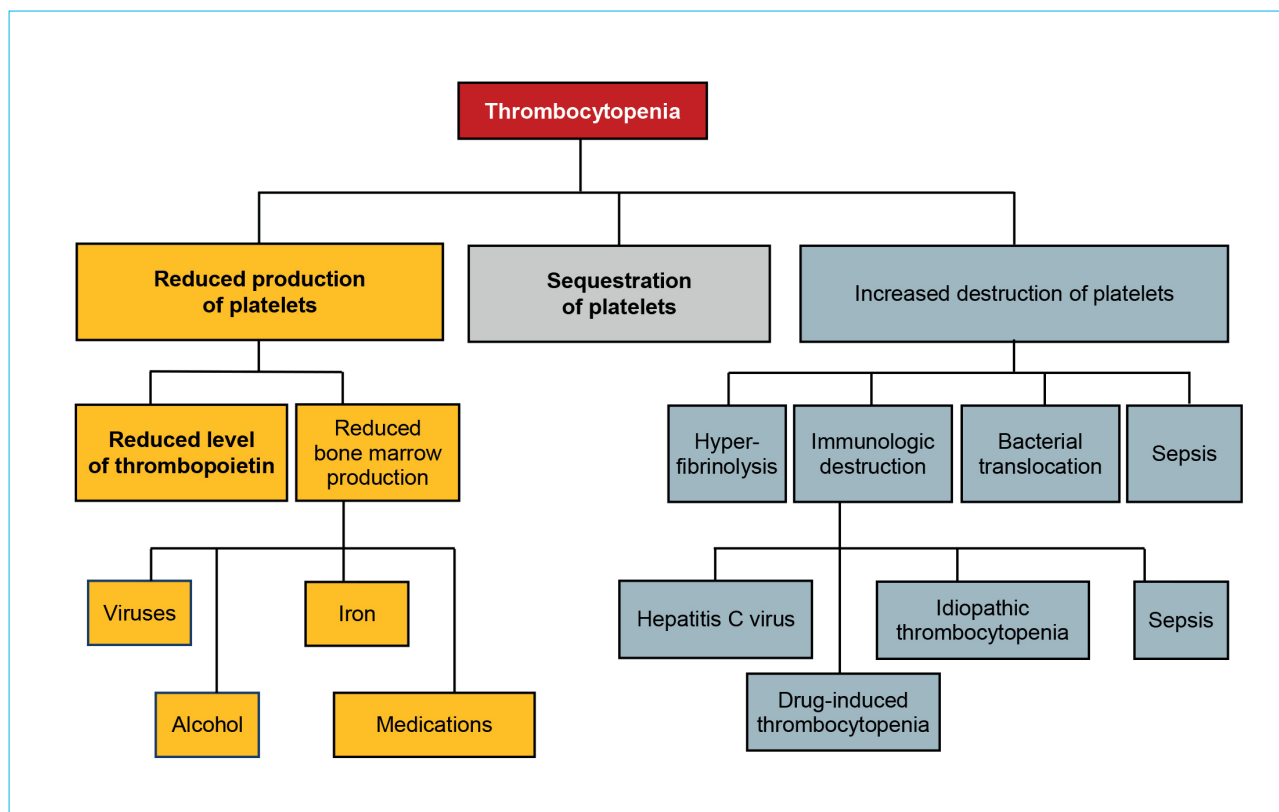 Thrombocytopenia
Reduced production
of platelets
Sequestration
of platelets
Increased destruction of platelets
Reduced level
of thrombopoietin
Reduced
bone marrow
production
Hyper-
fibrinolysis
Immunologic
destruction
Bacterial
translocation
Sepsis
Viruses
Iron
Alcohol
Medications
Hepatitis C virus
Idiopathic
thrombocytopenia
Sepsis
Drug-induced
thrombocytopenia